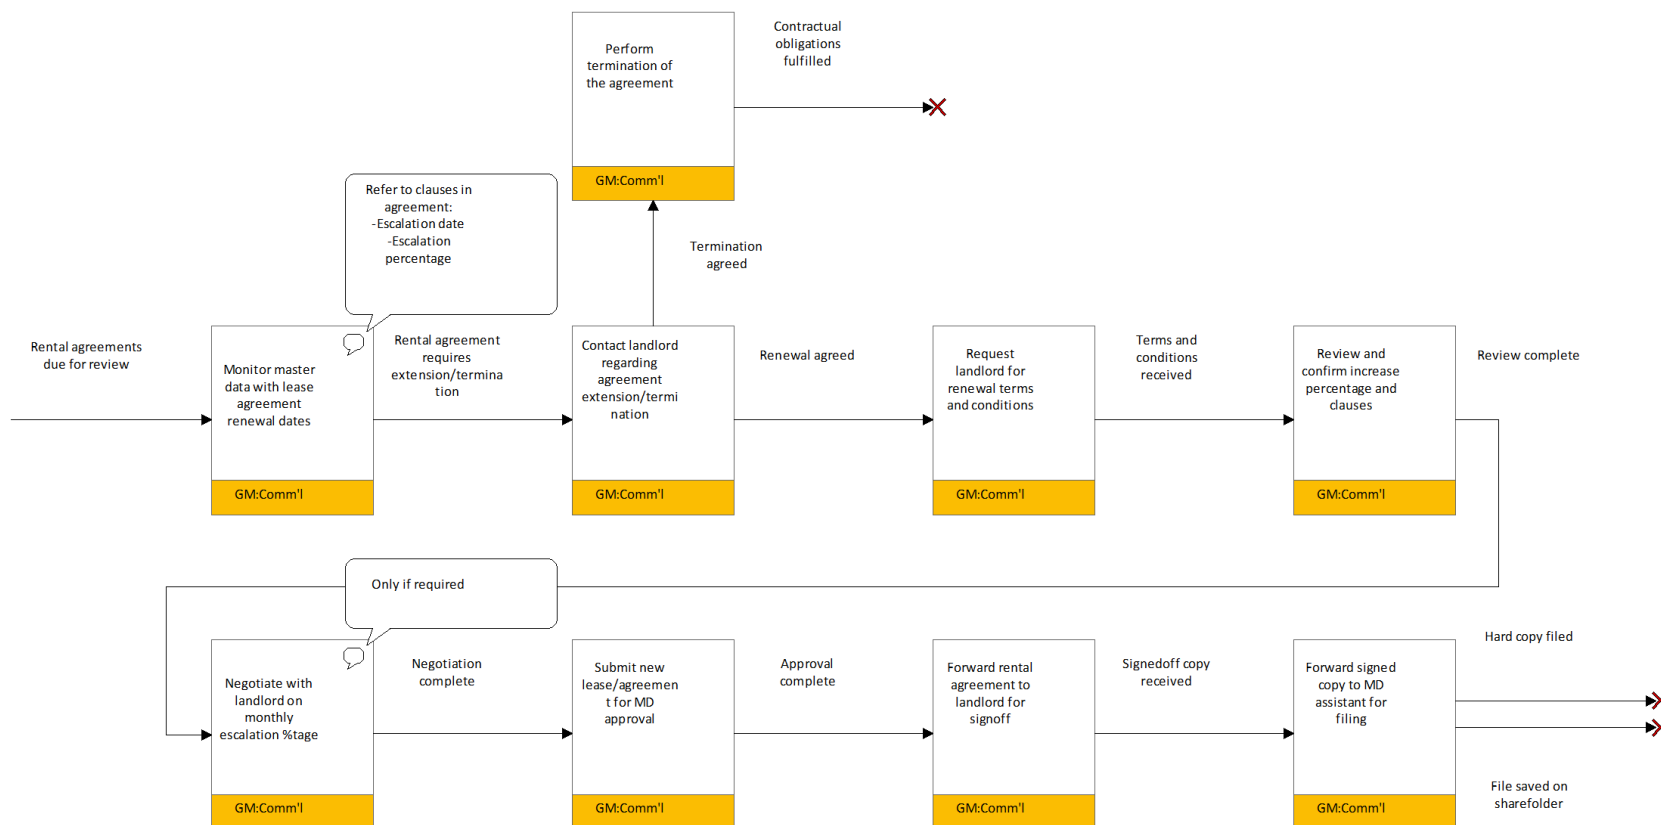 Contractual
obligations
fulfilled
Perform
termination of
the agreement
GM:Comm'l
Refer to clauses in
agreement:
-Escalation date
-Escalation
percentage
Termination
agreed
Rental agreements
due for review
Monitor master
data with lease
agreement
renewal dates
GM:Comm'l
Rental agreement
requires
extension/termina
tion
Contact landlord
regarding
agreement
extension/termi
nation
GM:Comm'l
Renewal agreed
Request
landlord for
renewal terms
and conditions
GM:Comm'l
Terms and
conditions
received
Review and
confirm increase
percentage and
clauses
GM:Comm'l
Review complete
Only if required
Negotiate with
landlord on
monthly
escalation %tage
GM:Comm'l
Negotiation
complete
Submit new
lease/agreemen
t for MD
approval
GM:Comm'l
Approval
complete
Forward rental
agreement to
landlord for
signoff
GM:Comm'l
Signedoff copy
received
Forward signed
copy to MD
assistant for
filing
GM:Comm'l
Hard copy filed
File saved on
sharefolder